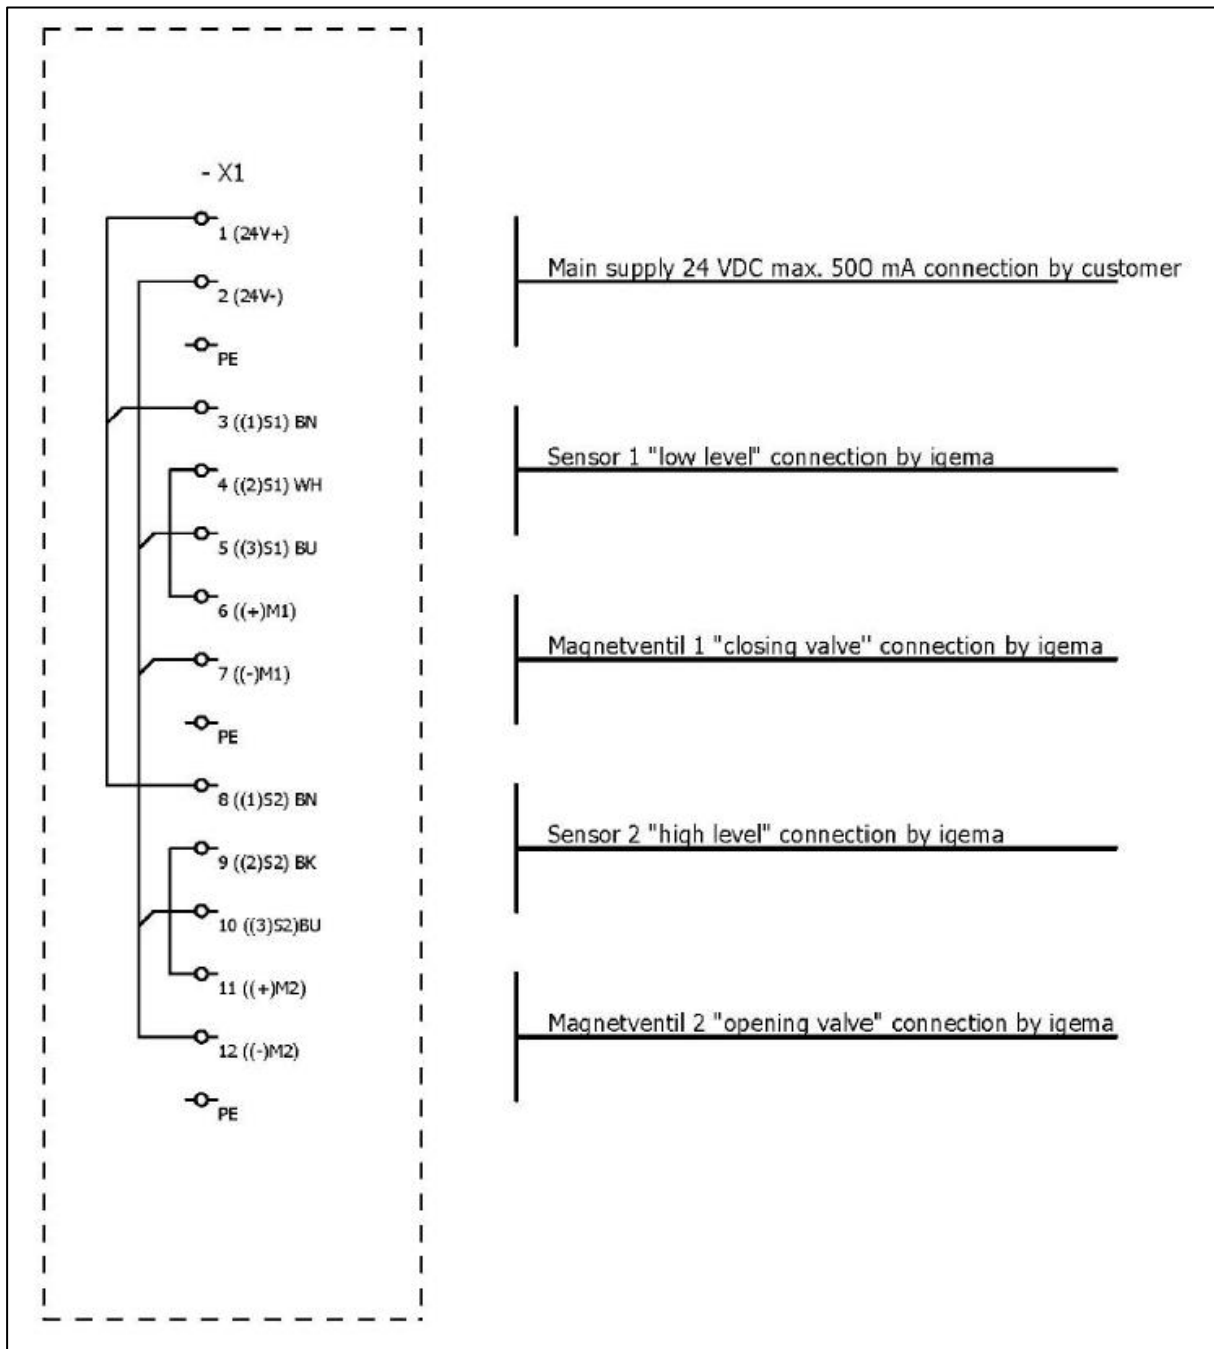 - X1
1 (24V+)
Main supply 24 VDC max. 500 mA connection by customer
2 (24V-)
PE
3 ((1)S1) BN
Sensor 1 "low level" connection by igema
4 ((2)S1) WH
5 ((3)S1) BU
6 ((+)M1)
Magnetventil 1 "closing valve" connection by igema
7 ((-)M1)
PE
8 ((1)S2) BN
Sensor 2 "high level" connection by igema
9 ((2)S2) BK
10 ((3)S2)BU
11 ((+)M2)
Magnetventil 2 "opening valve" connection by igema
12 ((-)M2)
PE